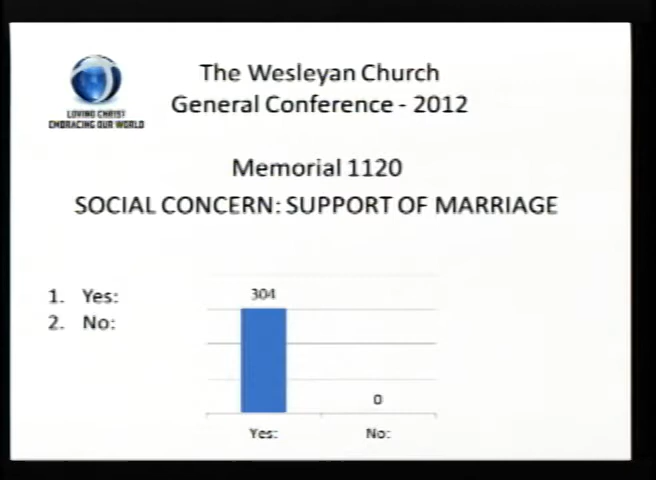 The Wesleyan Church
General Conference - 2012
LOVING CHRIST
EMBRACING OUR WORLD
Memorial 1120
SOCIAL CONCERN: SUPPORT OF MARRIAGE
1. Yes:
2. No:
304
0
Yes:
No: